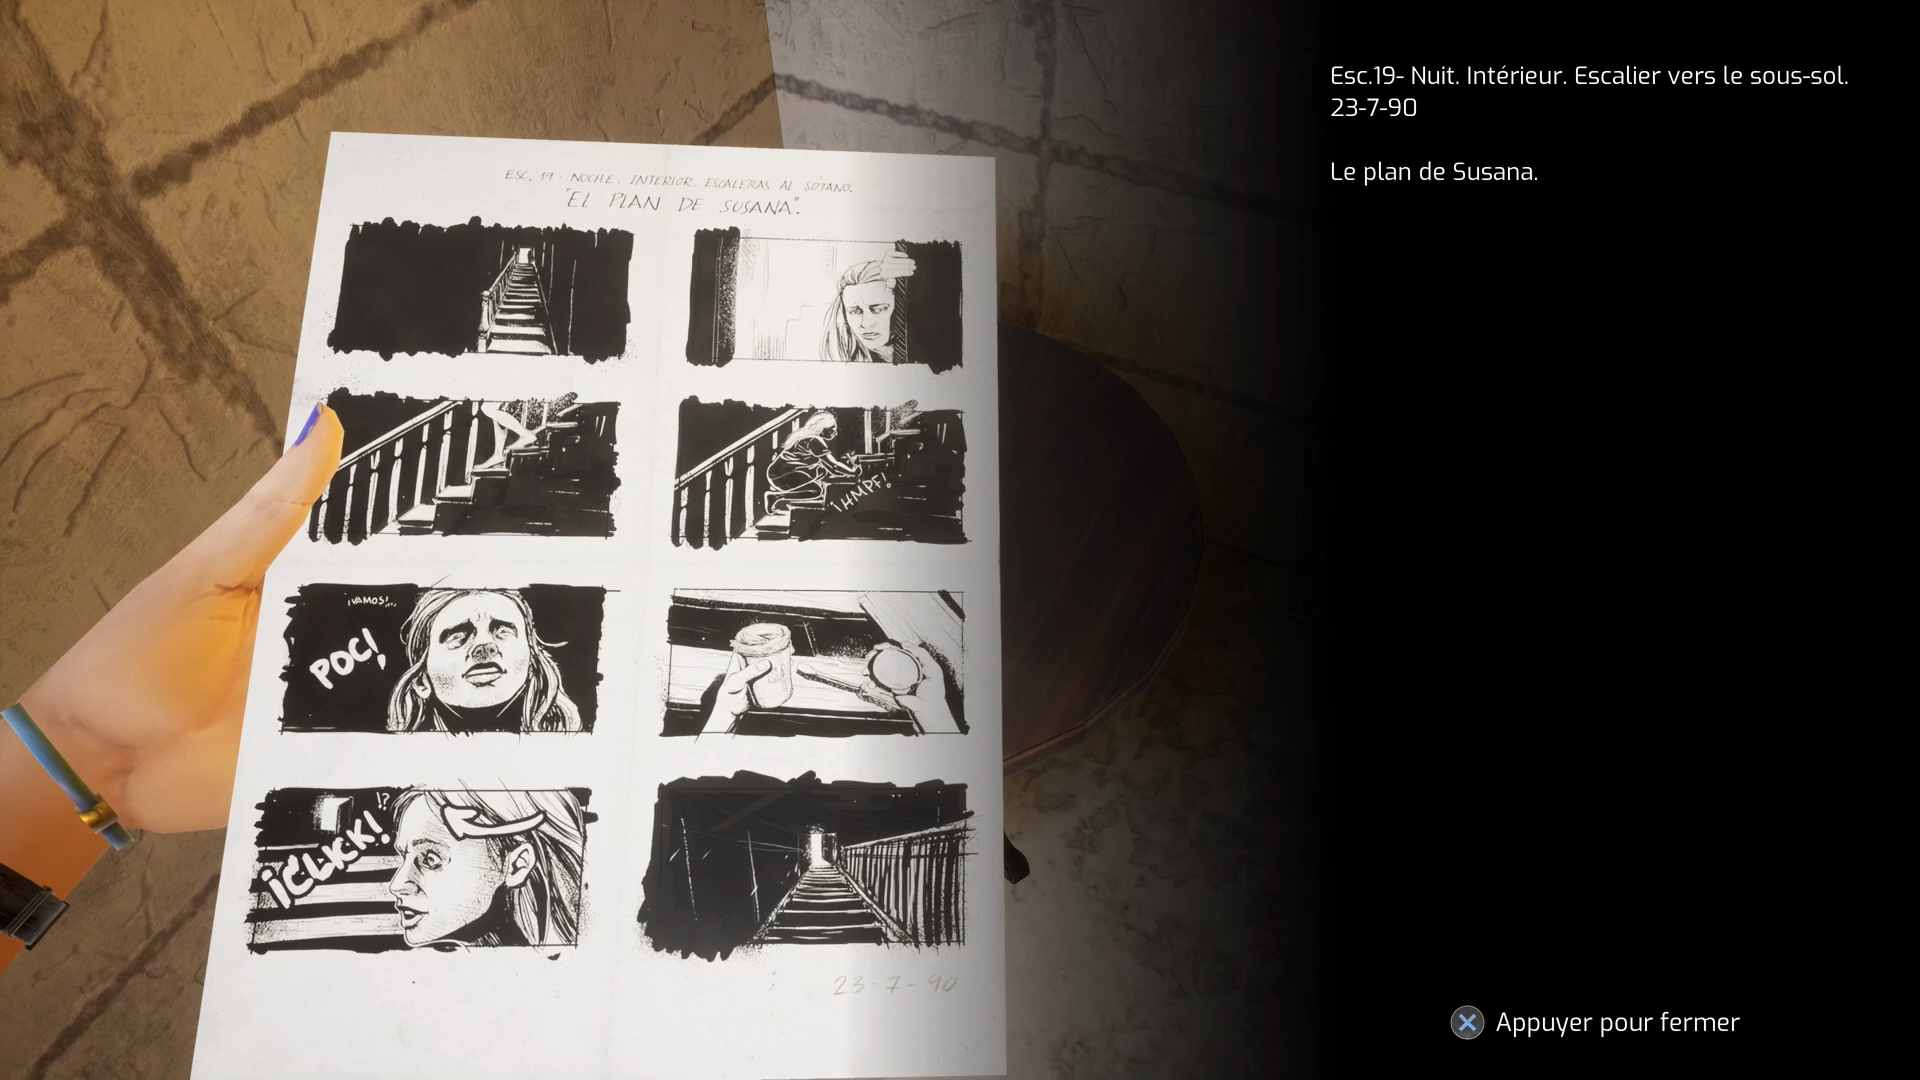 ESC. 19 - NOCHE. INTERIOR. ESCALERAS AL SÓTANO.
"EL PLAN DE SUSANA".
¡HMPF!
¡VAMOS!...
POC!
!?
¡CLICK!
23-7-90
Esc.19- Nuit. Intérieur. Escalier vers le sous-sol.
23-7-90
Le plan de Susana.
Appuyer pour fermer